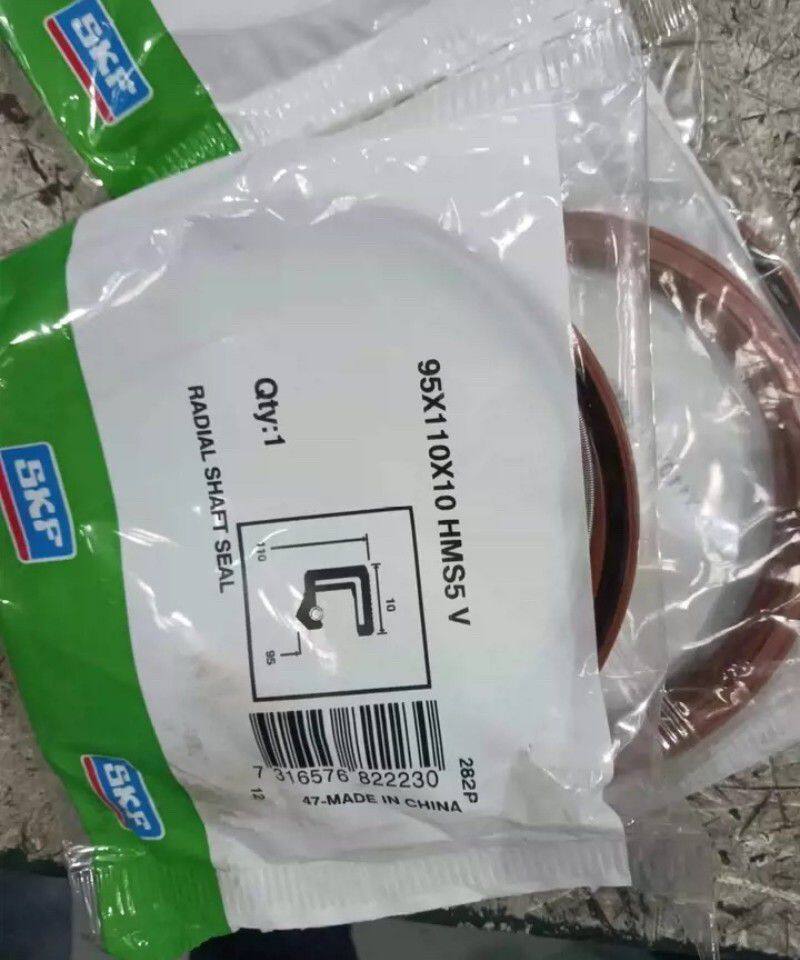 SKF
SKF
SKF
95X110X10 HMS5 V
Qty:1
RADIAL SHAFT SEAL
110
10
95
7 316576 822230
282P
12
47-MADE IN CHINA